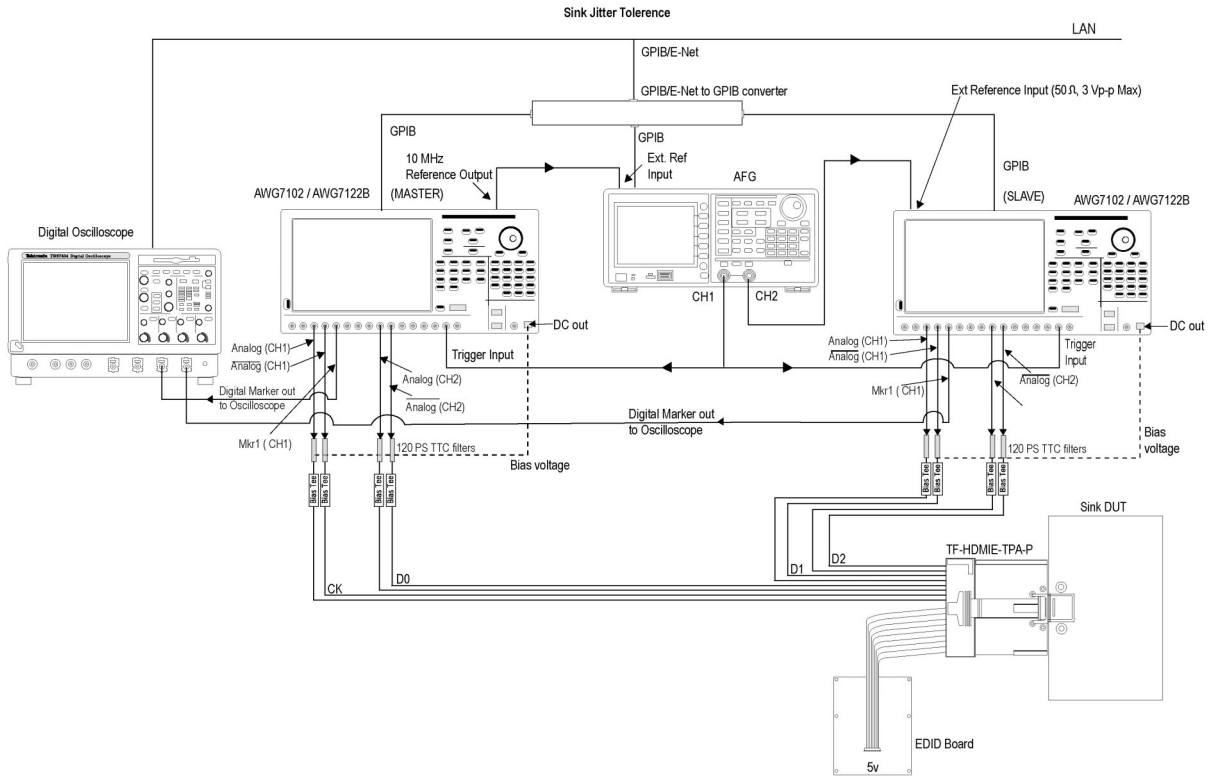 Sink Jitter Tolerence
LAN
GPIB/E-Net
GPIB/E-Net to GPIB converter
Ext Reference Input (50 Ω, 3 Vp-p Max)
GPIB
GPIB
10 MHz
Reference Output
Ext. Ref
Input
AFG
GPIB
AWG7102 / AWG7122B
(MASTER)
(SLAVE)
AWG7102 / AWG7122B
Digital Oscilloscope
Tektronix
Digital Oscilloscope
CH1
CH2
DC out
DC out
Analog (CH1)
Analog (CH1)
Trigger Input
Analog (CH2)
Analog (CH2)
Digital Marker out
to Oscilloscope
Mkr1 ( CH1)
Analog (CH1)
Analog (CH1)
Mkr1 ( CH1)
Trigger
Input
Analog (CH2)
Digital Marker out
to Oscilloscope
120 PS TTC filters
Bias voltage
120 PS TTC filters
Bias
voltage
Bias Tee
Bias Tee
Bias Tee
Bias Tee
Bias Tee
Bias Tee
Bias Tee
Bias Tee
Sink DUT
TF-HDMIE-TPA-P
D2
D1
D0
CK
EDID Board
5v